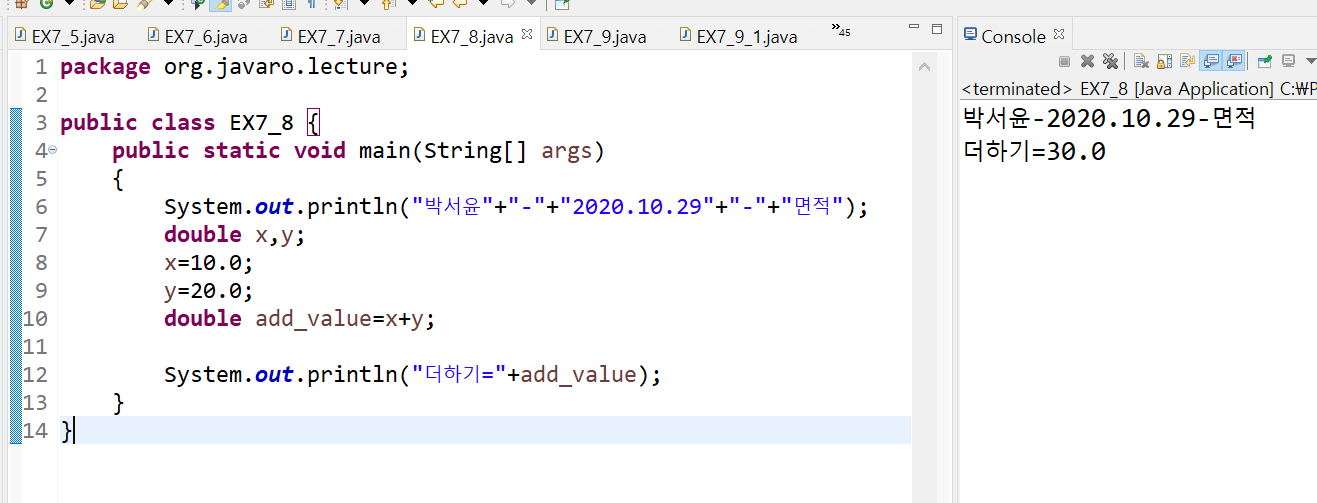 EX7_5.java EX7_6.java EX7_7.java EX7_8.java EX7_9.java EX7_9_1.java »45
Console
<terminated> EX7_8 [Java Application] C:￦P
1 package org.javaro.lecture;
2
3 public class EX7_8 {
4 public static void main(String[] args)
5 {
6 System.out.println("박서윤"+"-"+"2020.10.29"+"-"+"면적");
7 double x,y;
8 x=10.0;
9 y=20.0;
10 double add_value=x+y;
11
12 System.out.println("더하기="+add_value);
13 }
14 }
박서윤-2020.10.29-면적
더하기=30.0